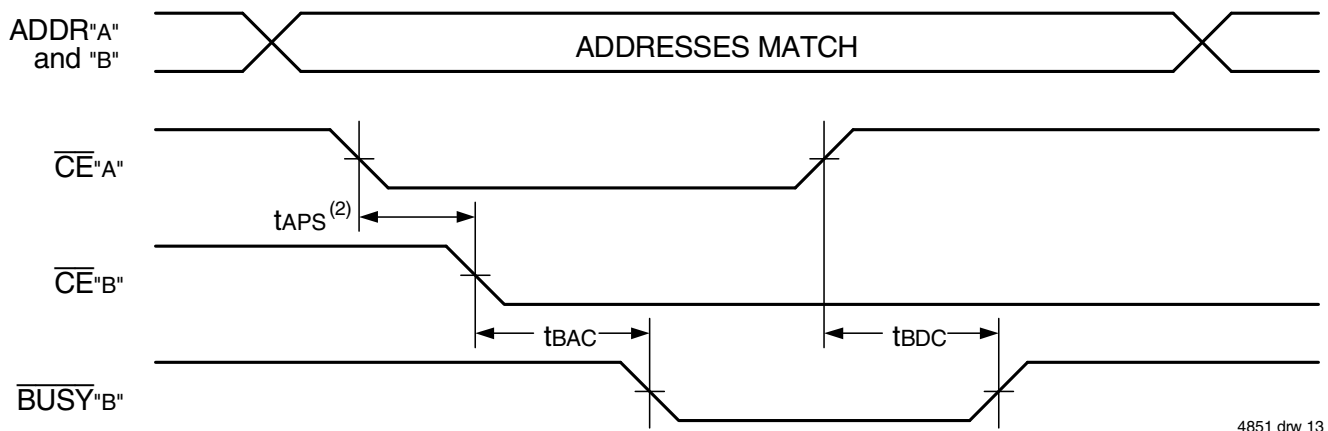 ADDR"A"
and "B"
ADDRESSES MATCH
CE"A"
tAPS(2)
CE"B"
tBAC
tBDC
BUSY"B"
4851 drw 13